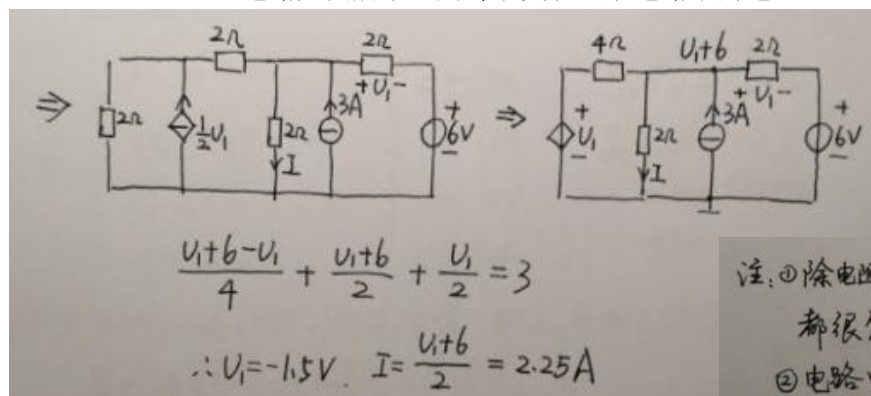 ⇒ 2Ω 2Ω 2Ω ½U₁ 2Ω I 3A + U₁ - + 6V -
⇒ 4Ω U₁+6 2Ω + U₁ - 2Ω I 3A + U₁ - + 6V -
(U₁+6-U₁)/4 + (U₁+6)/2 + U₁/2 = 3
∴ U₁=-1.5V. I= (U₁+6)/2 = 2.25A
注:①除电
都很
②电路